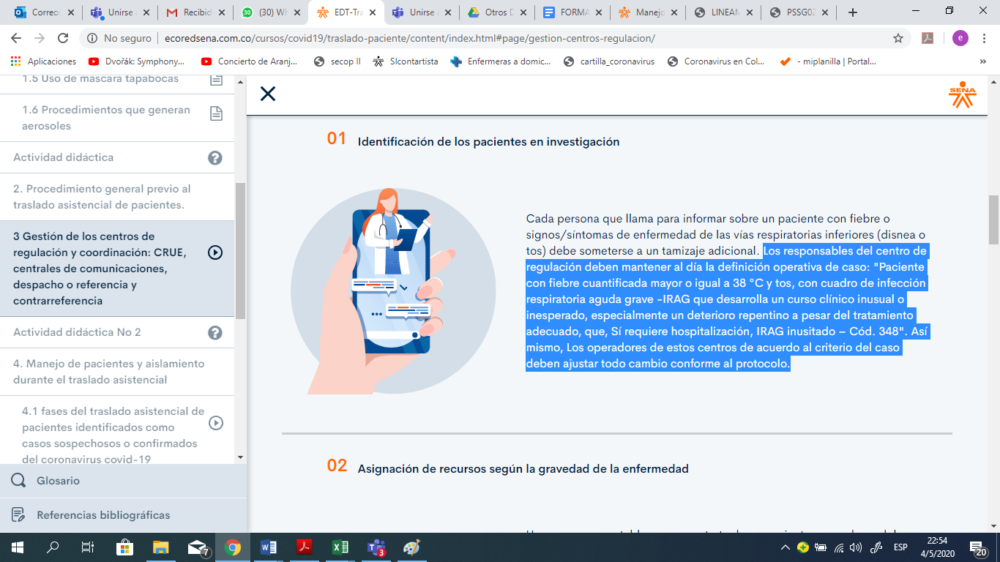 Correo:
Unirse a
Recibid
(30) Wh
EDT-Tra
Unirse a
Otros D
FORMA
Manejo
LINEAM
PSSG02
No seguro
ecoredsena.com.co/cursos/covid19/traslado-paciente/content/index.html#page/gestion-centros-regulacion/
e
Aplicaciones
Dvořák: Symphony...
Concierto de Aranj...
secop II
SIcontartista
Enfermeras a domic...
cartilla_coronavirus
Coronavirus en Col...
- miplanilla | Portal...
»
1.5 Uso de máscara tapabocas
1.6 Procedimientos que generan
aerosoles
Actividad didáctica
2. Procedimiento general previo al
traslado asistencial de pacientes.
3 Gestión de los centros de
regulación y coordinación: CRUE,
centrales de comunicaciones,
despacho o referencia y
contrarreferencia
Actividad didáctica No 2
4. Manejo de pacientes y aislamiento
durante el traslado asistencial
4.1 fases del traslado asistencial de
pacientes identificados como
casos sospechosos o confirmados
del coronavirus covid-19
Glosario
Referencias bibliográficas
SENA
01 Identificación de los pacientes en investigación
Cada persona que llama para informar sobre un paciente con fiebre o
signos/síntomas de enfermedad de las vías respiratorias inferiores (disnea o
tos) debe someterse a un tamizaje adicional. Los responsables del centro de
regulación deben mantener al día la definición operativa de caso: "Paciente
con fiebre cuantificada mayor o igual a 38 °C y tos, con cuadro de infección
respiratoria aguda grave -IRAG que desarrolla un curso clínico inusual o
inesperado, especialmente un deterioro repentino a pesar del tratamiento
adecuado, que, Sí requiere hospitalización, IRAG inusitado – Cód. 348". Así
mismo, Los operadores de estos centros de acuerdo al criterio del caso
deben ajustar todo cambio conforme al protocolo.
02 Asignación de recursos según la gravedad de la enfermedad
7
3
ESP
22:54
4/5/2020
20